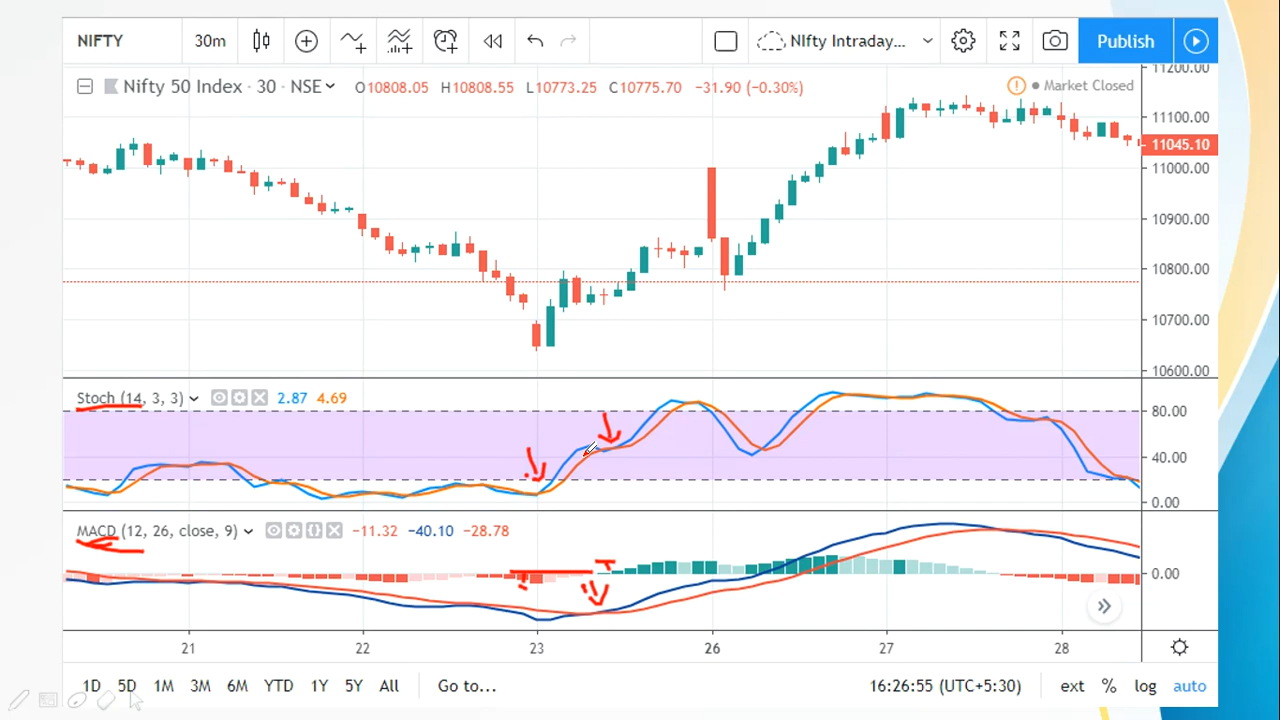 NIFTY 30m NIfty Intraday... Publish
Nifty 50 Index · 30 · NSE O10808.05 H10808.55 L10773.25 C10775.70 −31.90 (−0.30%) Market Closed
11200.00
11100.00
11045.10
11000.00
10900.00
10800.00
10700.00
10600.00
Stoch (14, 3, 3) 2.87 4.69
80.00
40.00
0.00
MACD (12, 26, close, 9) −11.32 −40.10 −28.78
0.00
21 22 23 26 27 28
1D 5D 1M 3M 6M YTD 1Y 5Y All Go to... 16:26:55 (UTC+5:30) ext % log auto